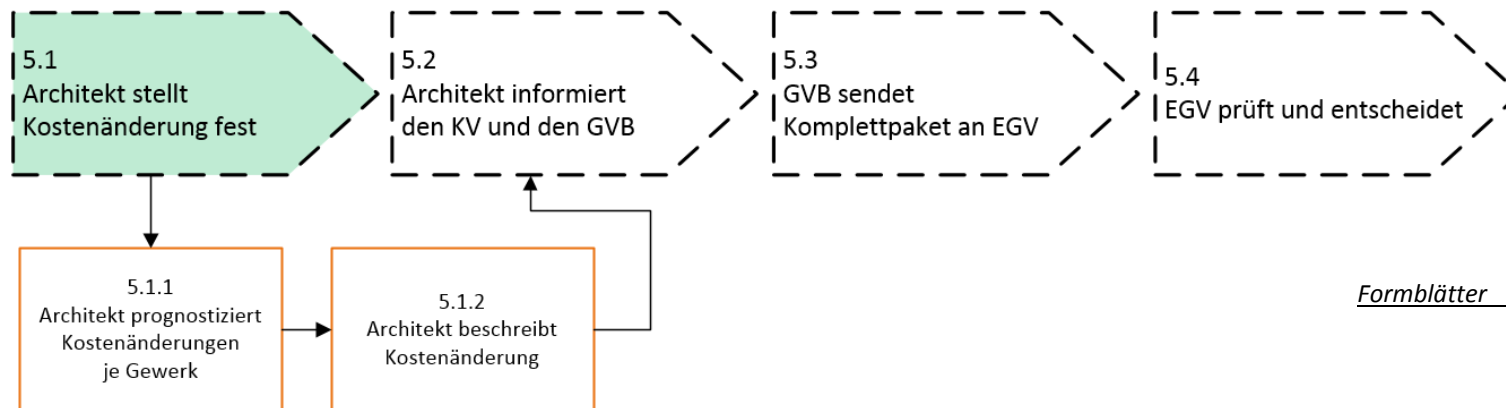 5.1
Architekt stellt
Kostenänderung fest
5.2
Architekt informiert
den KV und den GVB
5.3
GVB sendet
Komplettpaket an EGV
5.4
EGV prüft und entscheidet
5.1.1
Architekt prognostiziert
Kostenänderungen
je Gewerk
5.1.2
Architekt beschreibt
Kostenänderung
Formblätter